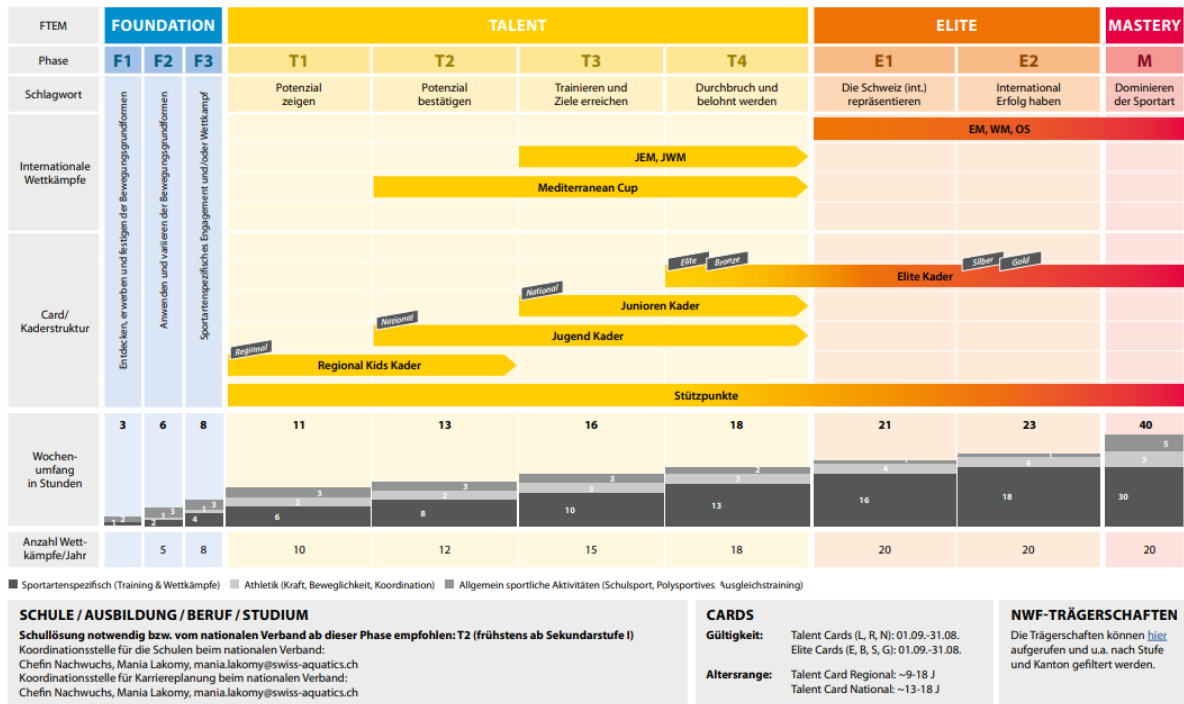 FTEM FOUNDATION TALENT ELITE MASTERY
Phase F1 F2 F3 T1 T2 T3 T4 E1 E2 M
Schlagwort
Entdecken, erwerben und festigen der Bewegungsgrundformen
Anwenden und variieren der Bewegungsgrundformen
Sportartenspezifisches Engagement und/oder Wettkampf
Potenzial
zeigen
Potenzial
bestätigen
Trainieren und
Ziele erreichen
Durchbruch und
belohnt werden
Die Schweiz (int.)
repräsentieren
International
Erfolg haben
Dominieren
der Sportart
Internationale
Wettkämpfe
EM, WM, OS
JEM, JWM
Mediterranean Cup
Card/
Kaderstruktur
Elite
Bronze
Silber
Gold
Elite Kader
National
Junioren Kader
National
Jugend Kader
Regional
Regional Kids Kader
Stützpunkte
Wochen-
umfang
in Stunden
3 6 8 11 13 16 18 21 23 40
2 3 3 3 3 3 2 1 1 5
1 1 2 2 3 3 4 4 5
1 2 4 6 8 10 13 16 18 30
Anzahl Wett-
kämpfe/Jahr
5 8 10 12 15 18 20 20 20
Sportartenspezifisch (Training & Wettkämpfe) Athletik (Kraft, Beweglichkeit, Koordination) Allgemein sportliche Aktivitäten (Schulsport, Polysportives, Ausgleichstraining)
SCHULE / AUSBILDUNG / BERUF / STUDIUM
Schullösung notwendig bzw. vom nationalen Verband ab dieser Phase empfohlen: T2 (frühstens ab Sekundarstufe I)
Koordinationsstelle für die Schulen beim nationalen Verband:
Chefin Nachwuchs, Mania Lakomy, mania.lakomy@swiss-aquatics.ch
Koordinationsstelle für Karriereplanung beim nationalen Verband:
Chefin Nachwuchs, Mania Lakomy, mania.lakomy@swiss-aquatics.ch
CARDS
Gültigkeit: Talent Cards (L, R, N): 01.09.-31.08.
Elite Cards (E, B, S, G): 01.09.-31.08.
Altersrange: Talent Card Regional: ~9-18 J
Talent Card National: ~13-18 J
NWF-TRÄGERSCHAFTEN
Die Trägerschaften können hier
aufgerufen und u.a. nach Stufe
und Kanton gefiltert werden.